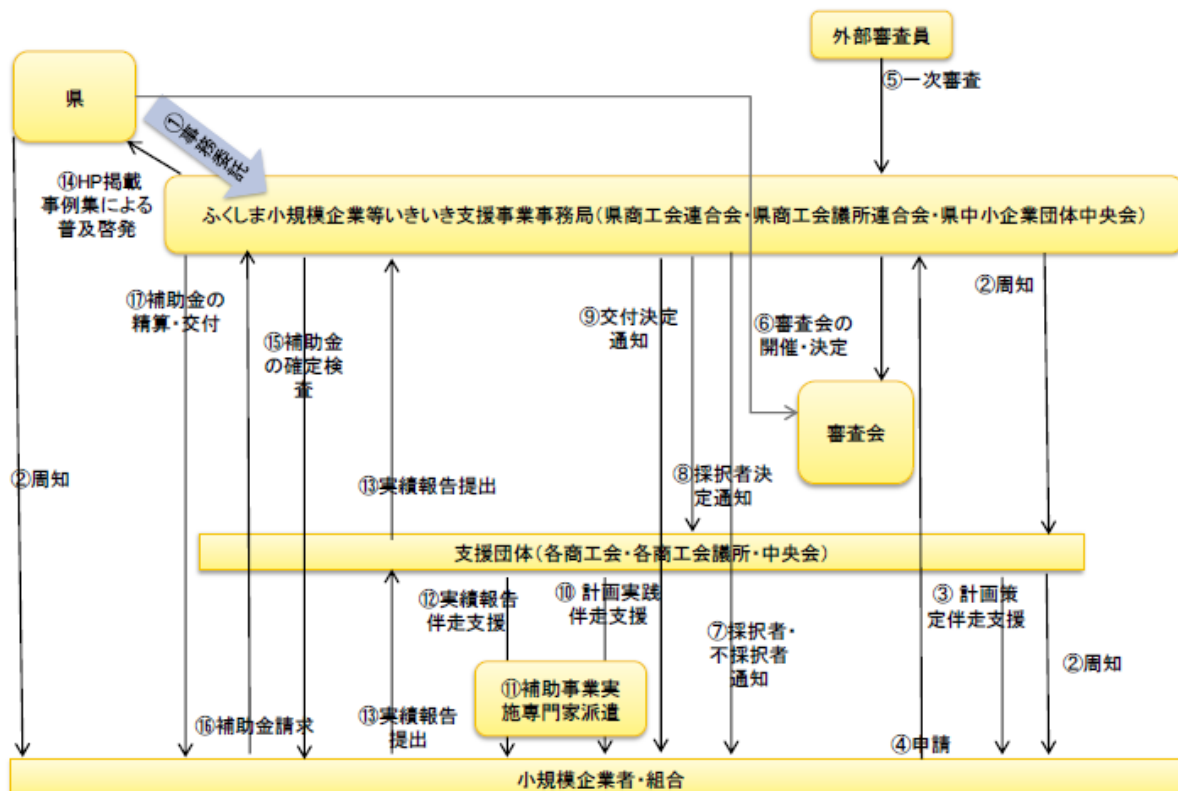 外部審査員
県
⑤一次審査
①事務委託
⑭HP掲載
事例集による
普及啓発
ふくしま小規模企業等いきいき支援事業事務局(県商工会連合会・県商工会議所連合会・県中小企業団体中央会)
⑰補助金の
精算・交付
⑮補助金
の確定検
査
⑨交付決定
通知
⑥審査会の
開催・決定
②周知
審査会
②周知
⑬実績報告提出
⑧採択者決
定通知
支援団体(各商工会・各商工会議所・中央会)
⑫実績報告
伴走支援
⑩ 計画実践
伴走支援
⑦採択者・
不採択者
通知
③ 計画策
定伴走支援
②周知
⑪補助事業実
施専門家派遣
⑯補助金請求
⑬実績報告
提出
④申請
小規模企業者・組合